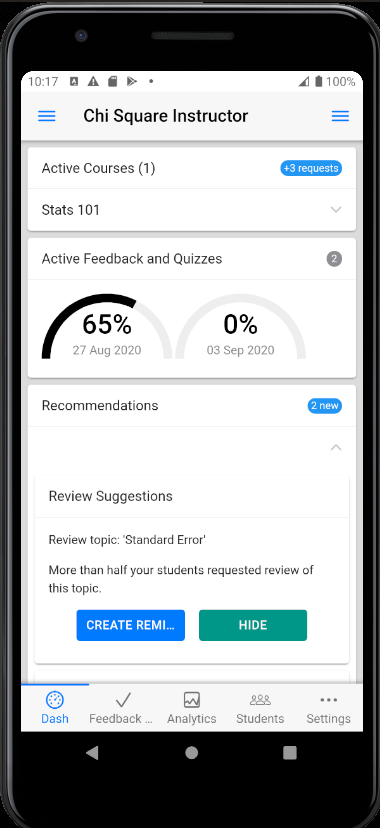 10:17 100%
Chi Square Instructor
Active Courses (1) +3 requests
Stats 101
Active Feedback and Quizzes 2
65% 0%
27 Aug 2020 03 Sep 2020
Recommendations 2 new
Review Suggestions
Review topic: 'Standard Error'
More than half your students requested review of
this topic.
CREATE REMI... HIDE
Dash Feedback ... Analytics Students Settings